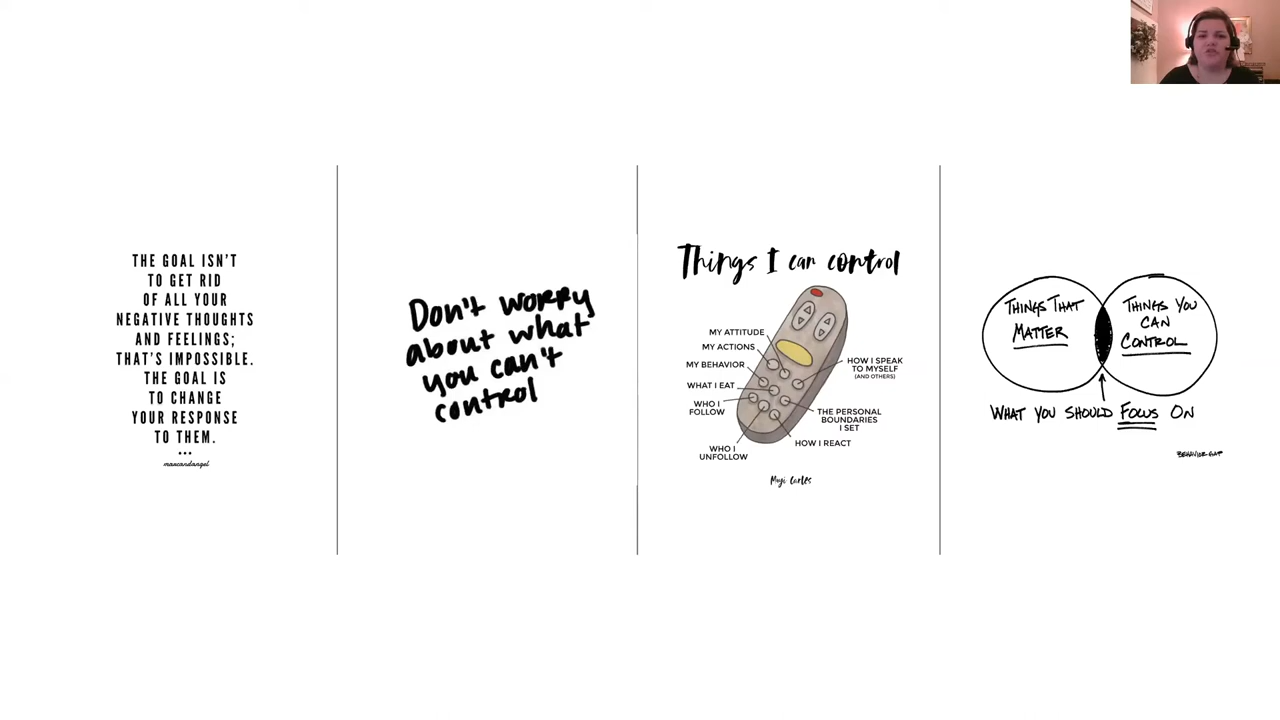 THE GOAL ISN'T
TO GET RID
OF ALL YOUR
NEGATIVE THOUGHTS
AND FEELINGS;
THAT'S IMPOSSIBLE.
THE GOAL IS
TO CHANGE
YOUR RESPONSE
TO THEM.
marcandangel
Don't worry
about what
you can't
control
Things I can control
MY ATTITUDE
MY ACTIONS
MY BEHAVIOR
WHAT I EAT
WHO I
FOLLOW
WHO I
UNFOLLOW
HOW I SPEAK
TO MYSELF
(AND OTHERS)
THE PERSONAL
BOUNDARIES
I SET
HOW I REACT
THINGS THAT
MATTER
THINGS YOU
CAN
CONTROL
WHAT YOU SHOULD FOCUS ON
BEHAVIOR GAP